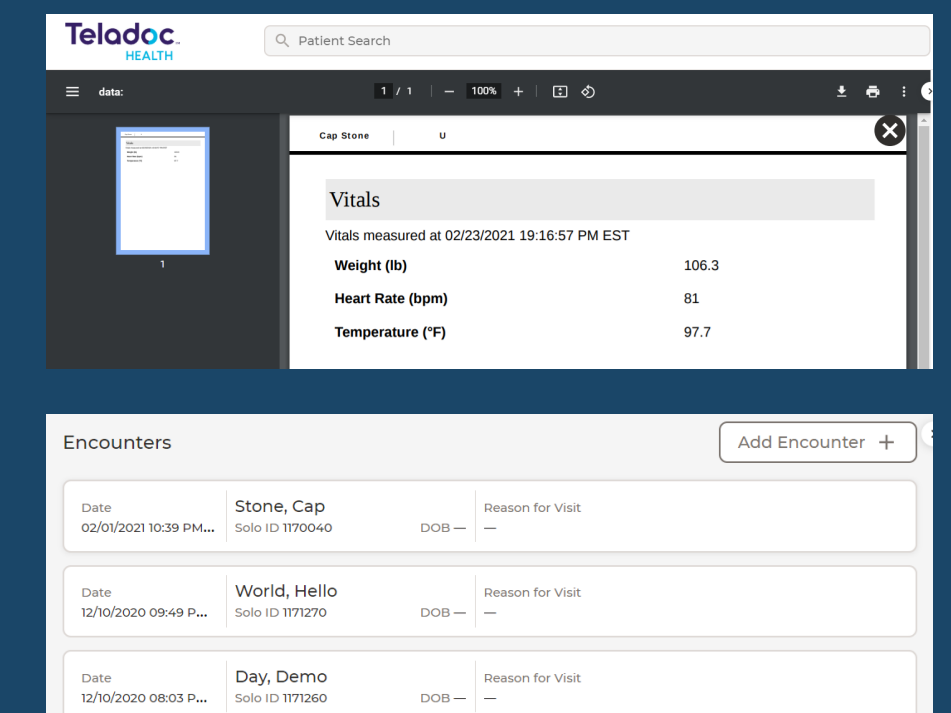 Teladoc
HEALTH
Patient Search
data:
1 / 1
100%
Cap Stone
U
Vitals
Vitals measured at 02/23/2021 19:16:57 PM EST
Weight (lb) 106.3
Heart Rate (bpm) 81
Temperature (°F) 97.7
1
Encounters
Add Encounter +
Date
02/01/2021 10:39 PM...
Stone, Cap
Solo ID 1170040
DOB —
Reason for Visit
—
Date
12/10/2020 09:49 P...
World, Hello
Solo ID 1171270
DOB —
Reason for Visit
—
Date
12/10/2020 08:03 P...
Day, Demo
Solo ID 1171260
DOB —
Reason for Visit
—